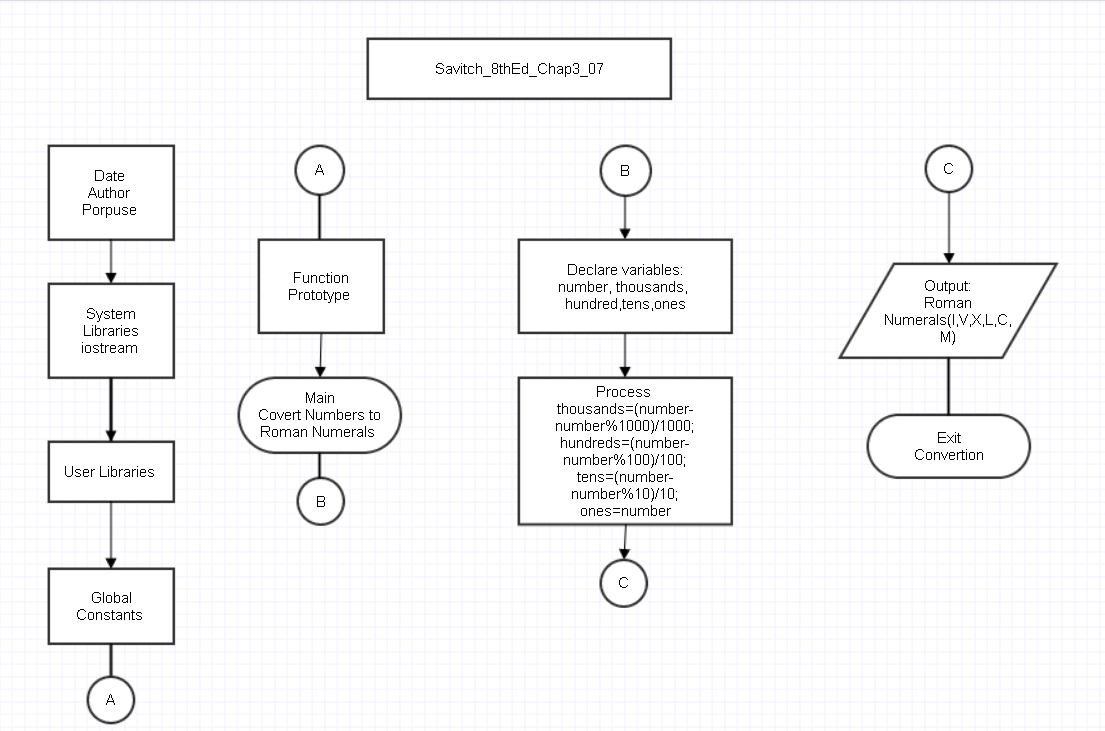 Savitch_8thEd_Chap3_07
Date
Author
Porpuse
System
Libraries
iostream
User Libraries
Global
Constants
A
A
Function
Prototype
Main
Covert Numbers to
Roman Numerals
B
B
Declare variables:
number, thousands,
hundred,tens,ones
Process
thousands=(number-
number%1000)/1000;
hundreds=(number-
number%100)/100;
tens=(number-
number%10)/10;
ones=number
C
C
Output:
Roman
Numerals(I,V,X,L,C,
M)
Exit
Convertion